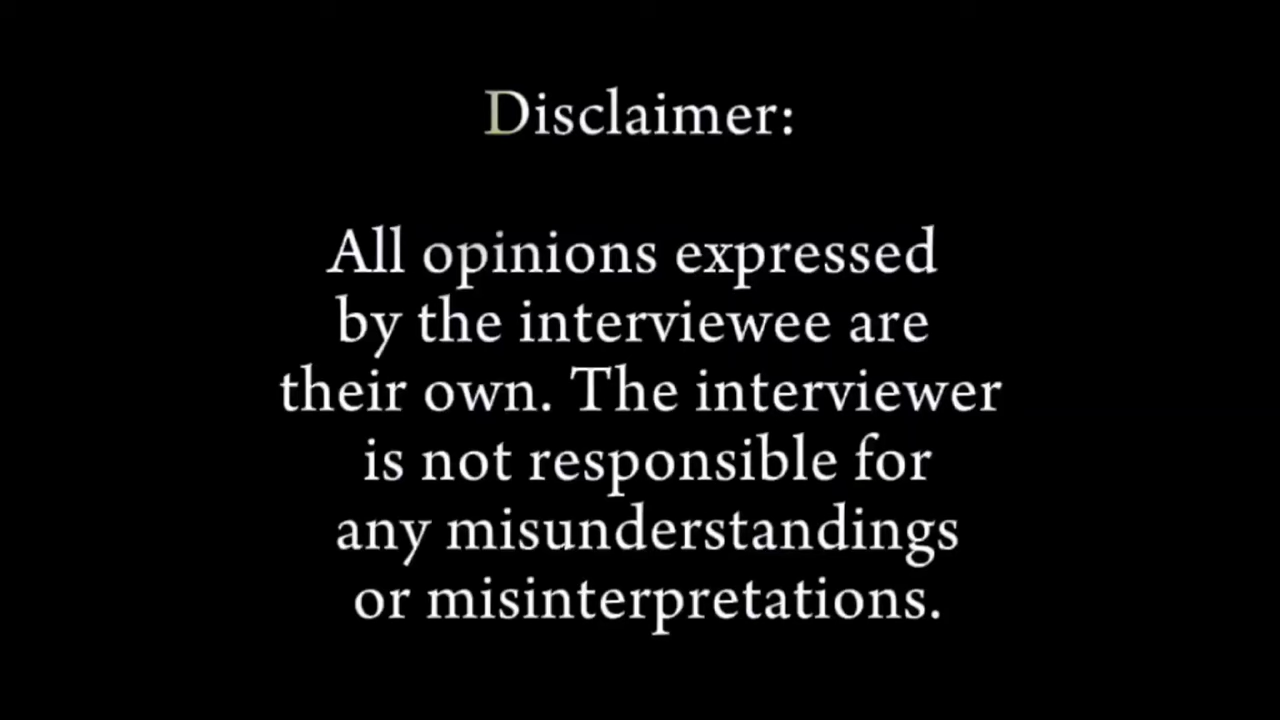 Disclaimer:
All opinions expressed
by the interviewee are
their own. The interviewer
is not responsible for
any misunderstandings
or misinterpretations.